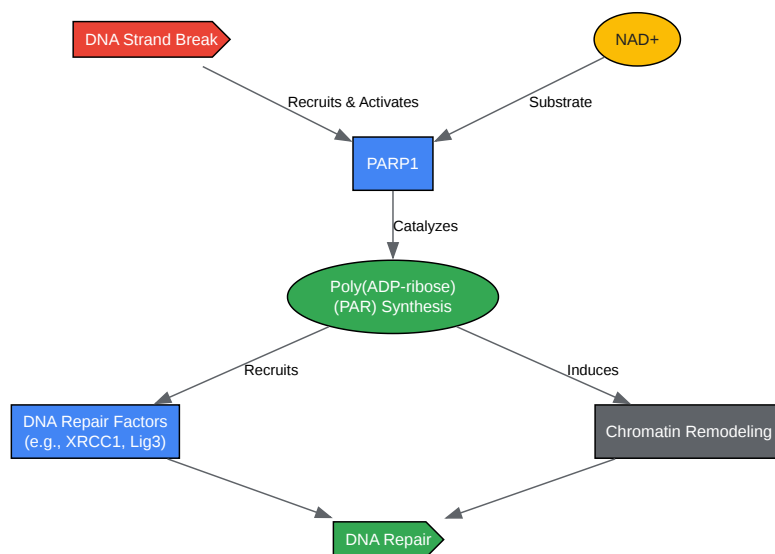 DNA Strand Break
NAD+
Recruits & Activates
Substrate
PARP1
Catalyzes
Poly(ADP-ribose)
(PAR) Synthesis
Recruits
Induces
DNA Repair Factors
(e.g., XRCC1, Lig3)
Chromatin Remodeling
DNA Repair